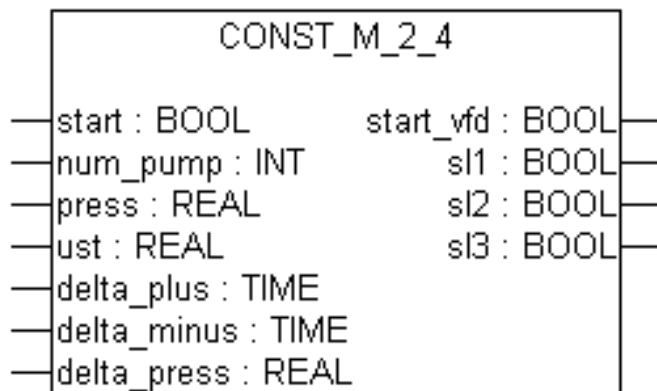 CONST_M_2_4
start : BOOL start_vfd : BOOL
num_pump : INT sl1 : BOOL
press : REAL sl2 : BOOL
ust : REAL sl3 : BOOL
delta_plus : TIME
delta_minus : TIME
delta_press : REAL